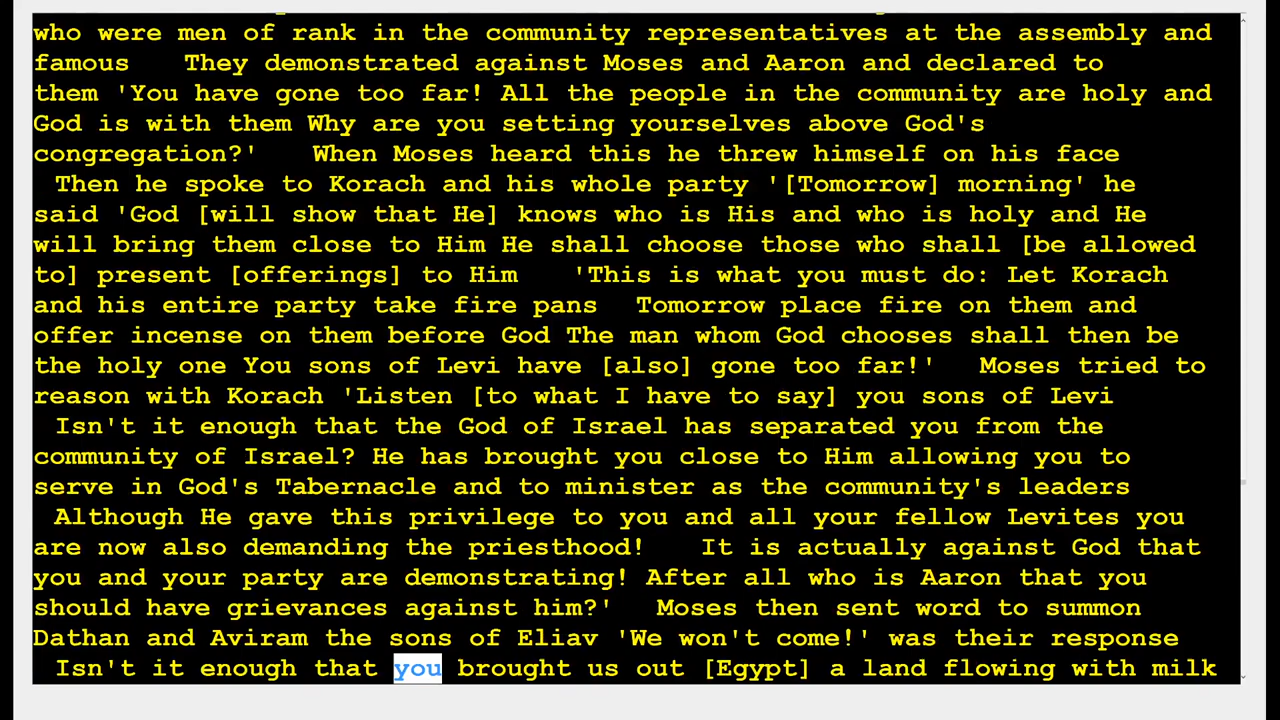 who were men of rank in the community representatives at the assembly and
famous They demonstrated against Moses and Aaron and declared to
them 'You have gone too far! All the people in the community are holy and
God is with them Why are you setting yourselves above God's
congregation?' When Moses heard this he threw himself on his face
Then he spoke to Korach and his whole party '[Tomorrow] morning' he
said 'God [will show that He] knows who is His and who is holy and He
will bring them close to Him He shall choose those who shall [be allowed
to] present [offerings] to Him 'This is what you must do: Let Korach
and his entire party take fire pans Tomorrow place fire on them and
offer incense on them before God The man whom God chooses shall then be
the holy one You sons of Levi have [also] gone too far!' Moses tried to
reason with Korach 'Listen [to what I have to say] you sons of Levi
Isn't it enough that the God of Israel has separated you from the
community of Israel? He has brought you close to Him allowing you to
serve in God's Tabernacle and to minister as the community's leaders
Although He gave this privilege to you and all your fellow Levites you
are now also demanding the priesthood! It is actually against God that
you and your party are demonstrating! After all who is Aaron that you
should have grievances against him?' Moses then sent word to summon
Dathan and Aviram the sons of Eliav 'We won't come!' was their response
Isn't it enough that you brought us out [Egypt] a land flowing with milk